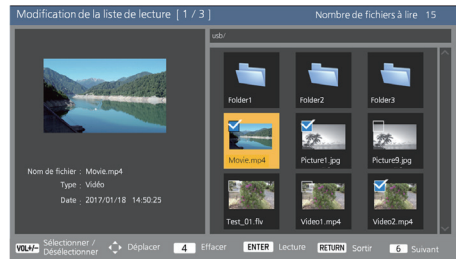 Modification de la liste de lecture [ 1 / 3 ] Nombre de fichiers à lire 15
usb/
Folder1 Folder2 Folder3
Movie.mp4 Picture1.jpg Picture9.jpg
Nom de fichier : Movie.mp4
Type : Vidéo
Date : 2017/01/18 14:50:25
Test_01.flv Video1.mp4 Video2.mp4
VOL+/- Sélectionner / Désélectionner Déplacer 4 Effacer ENTER Lecture RETURN Sortir 6 Suivant